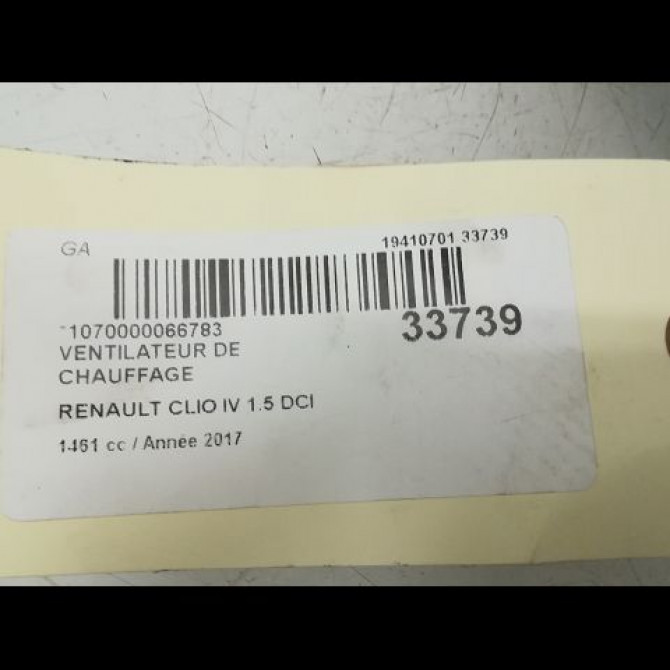 GA
19410701 33739
*1070000066783
33739
VENTILATEUR DE
CHAUFFAGE
RENAULT CLIO IV 1.5 DCI
1461 cc / Année 2017